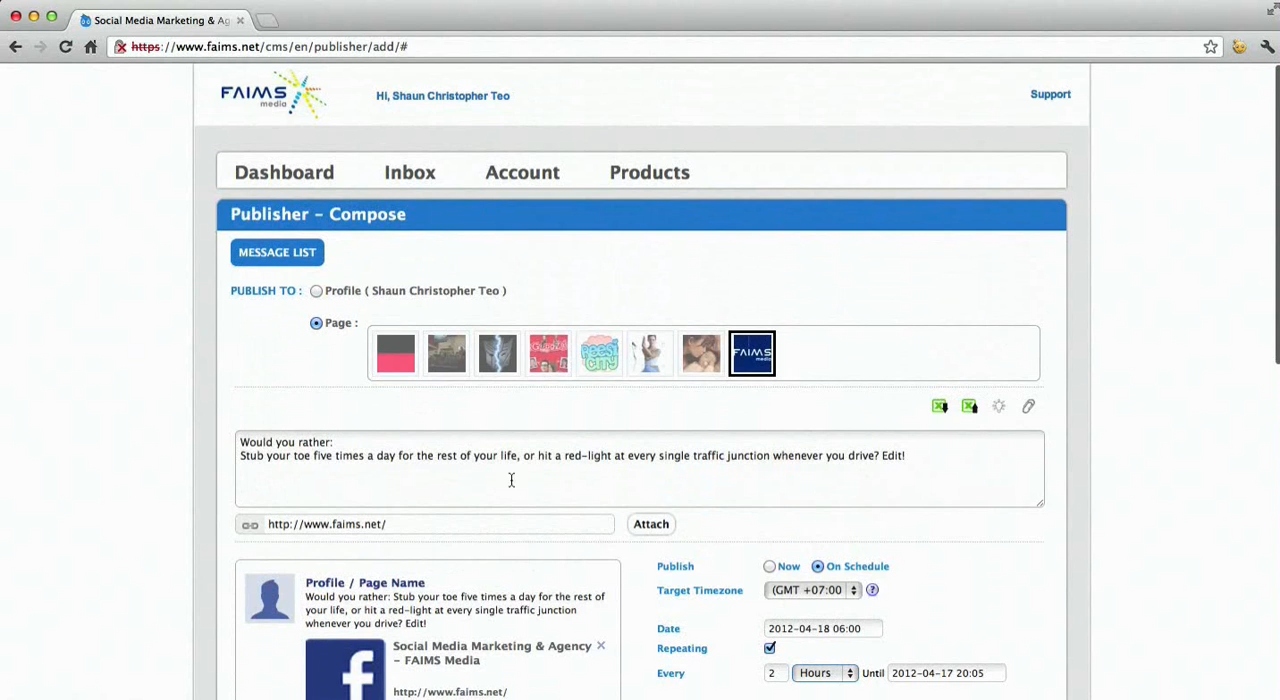 Social Media Marketing & Ag
https://www.faims.net/cms/en/publisher/add/#
FAIMS
media
Hi, Shaun Christopher Teo
Support
Dashboard Inbox Account Products
Publisher - Compose
MESSAGE LIST
PUBLISH TO : Profile ( Shaun Christopher Teo )
Page :
REESE CITY
FAIMS
media
Would you rather:
Stub your toe five times a day for the rest of your life, or hit a red-light at every single traffic junction whenever you drive? Edit!
http://www.faims.net/ Attach
Profile / Page Name
Would you rather: Stub your toe five times a day for the rest of
your life, or hit a red-light at every single traffic junction
whenever you drive? Edit!
Social Media Marketing & Agency
- FAIMS Media
http://www.faims.net/
Publish Now On Schedule
Target Timezone (GMT +07:00 ?
Date 2012-04-18 06:00
Repeating
Every 2 Hours Until 2012-04-17 20:05